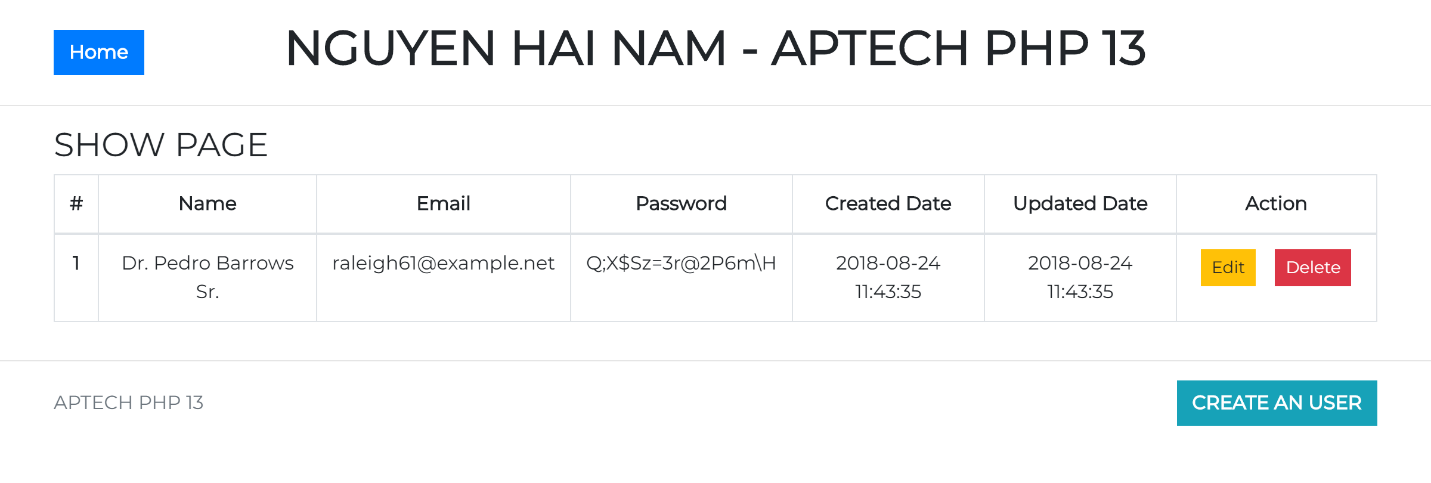 Home
NGUYEN HAI NAM - APTECH PHP 13
SHOW PAGE
# Name Email Password Created Date Updated Date Action
1 Dr. Pedro Barrows raleigh61@example.net Q;X$Sz=3r@2P6m\H 2018-08-24 2018-08-24 Edit Delete
Sr. 11:43:35 11:43:35
APTECH PHP 13
CREATE AN USER